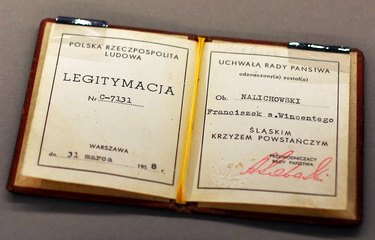 POLSKA RZECZPOSPOLITA
LUDOWA
LEGITYMACJA
Nr C-7131
WARSZAWA
dn. 31 marca 1958 r.
UCHWAŁĄ RADY PAŃSTWA
odznaczony(a) został(a)
Ob. NALICHOWSKI
Franciszek s.Wincentego
ŚLĄSKIM
KRZYŻEM POWSTAŃCZYM
PRZEWODNICZĄCY
RADY PAŃSTWA